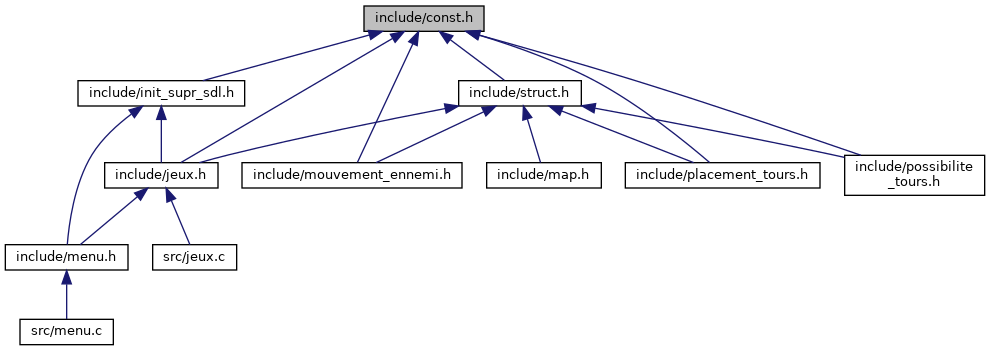 include/const.h
include/init_supr_sdl.h
include/struct.h
include/jeux.h
include/mouvement_ennemi.h
include/map.h
include/placement_tours.h
include/possibilite
_tours.h
include/menu.h
src/jeux.c
src/menu.c